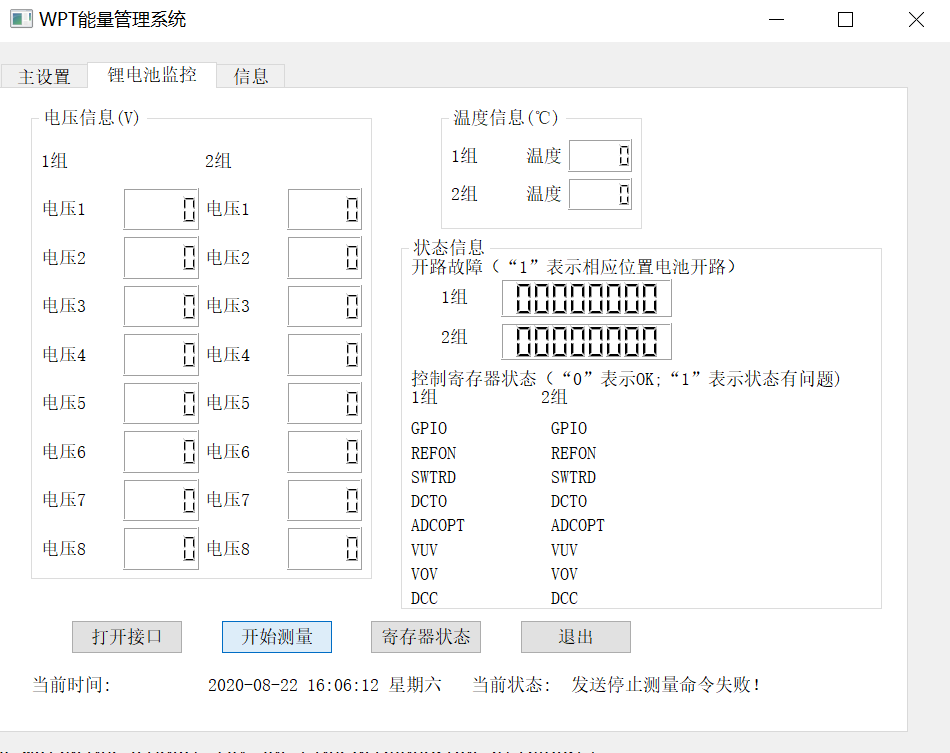 WPT能量管理系统
主设置 锂电池监控 信息
电压信息(V)
1组 2组
电压1 0 电压1 0
电压2 0 电压2 0
电压3 0 电压3 0
电压4 0 电压4 0
电压5 0 电压5 0
电压6 0 电压6 0
电压7 0 电压7 0
电压8 0 电压8 0
温度信息(℃)
1组 温度 0
2组 温度 0
状态信息
开路故障(“1”表示相应位置电池开路)
1组 00000000
2组 00000000
控制寄存器状态(“0”表示OK;“1”表示状态有问题)
1组 2组
GPIO GPIO
REFON REFON
SWTRD SWTRD
DCTO DCTO
ADCOPT ADCOPT
VUV VUV
VOV VOV
DCC DCC
打开接口 开始测量 寄存器状态 退出
当前时间: 2020-08-22 16:06:12 星期六 当前状态: 发送停止测量命令失败!